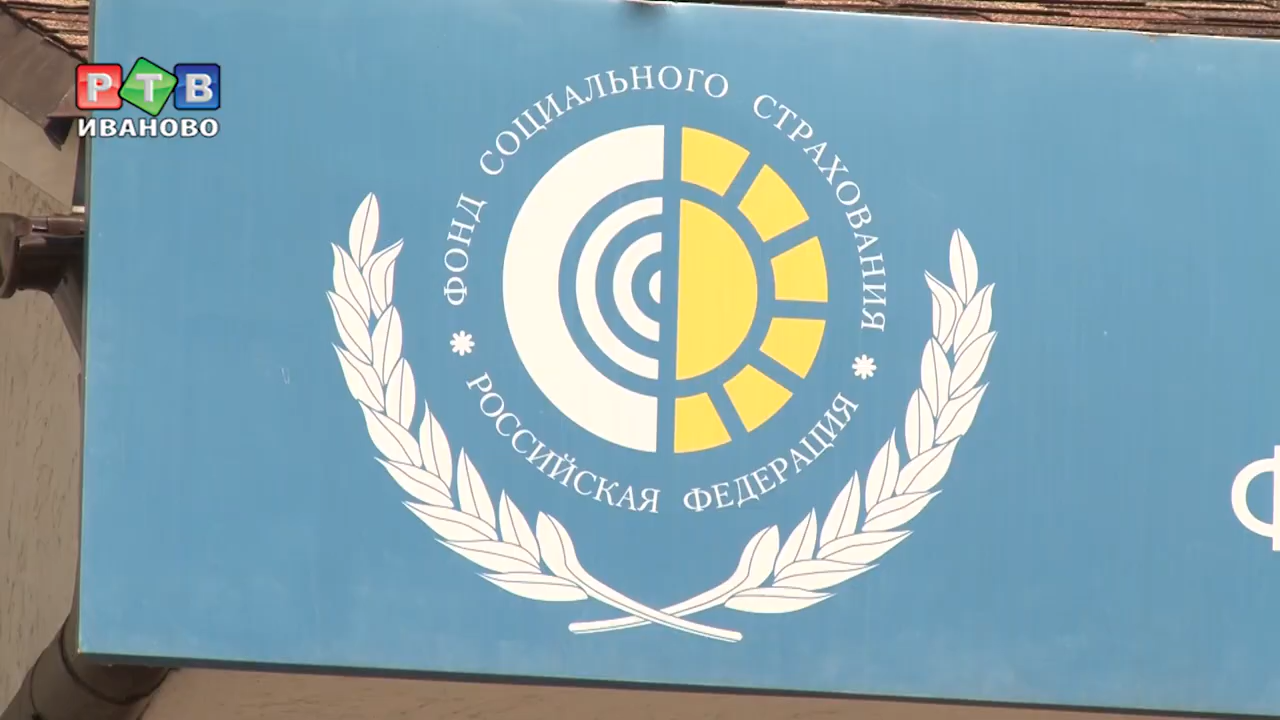 РТВ
ИВАНОВО
ФОНД СОЦИАЛЬНОГО СТРАХОВАНИЯ
РОССИЙСКАЯ ФЕДЕРАЦИЯ
Ф